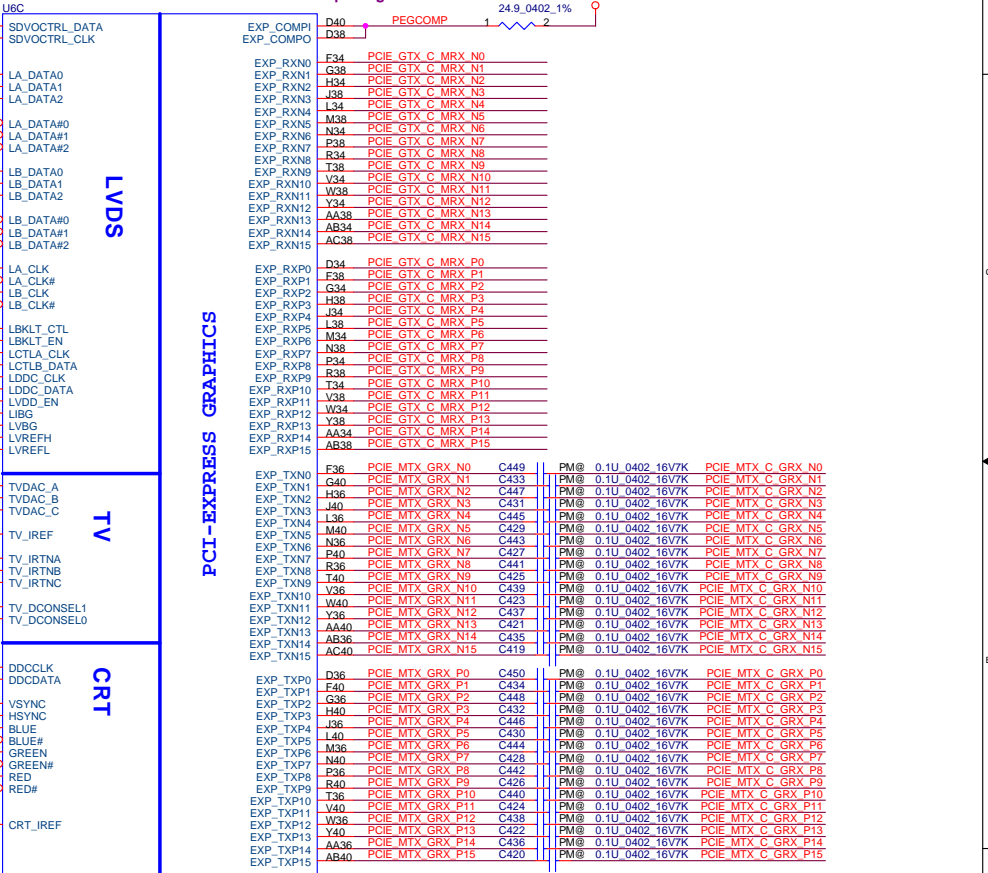 U6C
24.9_0402_1%
SDVOCTRL_DATA
SDVOCTRL_CLK
LA_DATA0
LA_DATA1
LA_DATA2
LA_DATA#0
LA_DATA#1
LA_DATA#2
LB_DATA0
LB_DATA1
LB_DATA2
LB_DATA#0
LB_DATA#1
LB_DATA#2
LA_CLK
LA_CLK#
LB_CLK
LB_CLK#
LBKLT_CTL
LBKLT_EN
LCTLA_CLK
LCTLB_DATA
LDDC_CLK
LDDC_DATA
LVDD_EN
LIBG
LVBG
LVREFH
LVREFL
LVDS
TVDAC_A
TVDAC_B
TVDAC_C
TV_IREF
TV_IRTNA
TV_IRTNB
TV_IRTNC
TV_DCONSEL1
TV_DCONSEL0
TV
DDCCLK
DDCDATA
VSYNC
HSYNC
BLUE
BLUE#
GREEN
GREEN#
RED
RED#
CRT_IREF
CRT
PCI-EXPRESS GRAPHICS
EXP_COMPI D40 PEGCOMP 1 2
EXP_COMPO D38
EXP_RXN0 F34 PCIE_GTX_C_MRX_N0
EXP_RXN1 G38 PCIE_GTX_C_MRX_N1
EXP_RXN2 H34 PCIE_GTX_C_MRX_N2
EXP_RXN3 J38 PCIE_GTX_C_MRX_N3
EXP_RXN4 L34 PCIE_GTX_C_MRX_N4
EXP_RXN5 M38 PCIE_GTX_C_MRX_N5
EXP_RXN6 N34 PCIE_GTX_C_MRX_N6
EXP_RXN7 P38 PCIE_GTX_C_MRX_N7
EXP_RXN8 R34 PCIE_GTX_C_MRX_N8
EXP_RXN9 T38 PCIE_GTX_C_MRX_N9
EXP_RXN10 V34 PCIE_GTX_C_MRX_N10
EXP_RXN11 W38 PCIE_GTX_C_MRX_N11
EXP_RXN12 Y34 PCIE_GTX_C_MRX_N12
EXP_RXN13 AA38 PCIE_GTX_C_MRX_N13
EXP_RXN14 AB34 PCIE_GTX_C_MRX_N14
EXP_RXN15 AC38 PCIE_GTX_C_MRX_N15
EXP_RXP0 D34 PCIE_GTX_C_MRX_P0
EXP_RXP1 F38 PCIE_GTX_C_MRX_P1
EXP_RXP2 G34 PCIE_GTX_C_MRX_P2
EXP_RXP3 H38 PCIE_GTX_C_MRX_P3
EXP_RXP4 J34 PCIE_GTX_C_MRX_P4
EXP_RXP5 L38 PCIE_GTX_C_MRX_P5
EXP_RXP6 M34 PCIE_GTX_C_MRX_P6
EXP_RXP7 N38 PCIE_GTX_C_MRX_P7
EXP_RXP8 P34 PCIE_GTX_C_MRX_P8
EXP_RXP9 R38 PCIE_GTX_C_MRX_P9
EXP_RXP10 T34 PCIE_GTX_C_MRX_P10
EXP_RXP11 V38 PCIE_GTX_C_MRX_P11
EXP_RXP12 W34 PCIE_GTX_C_MRX_P12
EXP_RXP13 Y38 PCIE_GTX_C_MRX_P13
EXP_RXP14 AA34 PCIE_GTX_C_MRX_P14
EXP_RXP15 AB38 PCIE_GTX_C_MRX_P15
EXP_TXN0 F36 PCIE_MTX_GRX_N0 C449 PM@ 0.1U_0402_16V7K PCIE_MTX_C_GRX_N0
EXP_TXN1 G40 PCIE_MTX_GRX_N1 C433 PM@ 0.1U_0402_16V7K PCIE_MTX_C_GRX_N1
EXP_TXN2 H36 PCIE_MTX_GRX_N2 C447 PM@ 0.1U_0402_16V7K PCIE_MTX_C_GRX_N2
EXP_TXN3 J40 PCIE_MTX_GRX_N3 C431 PM@ 0.1U_0402_16V7K PCIE_MTX_C_GRX_N3
EXP_TXN4 L36 PCIE_MTX_GRX_N4 C445 PM@ 0.1U_0402_16V7K PCIE_MTX_C_GRX_N4
EXP_TXN5 M40 PCIE_MTX_GRX_N5 C429 PM@ 0.1U_0402_16V7K PCIE_MTX_C_GRX_N5
EXP_TXN6 N36 PCIE_MTX_GRX_N6 C443 PM@ 0.1U_0402_16V7K PCIE_MTX_C_GRX_N6
EXP_TXN7 P40 PCIE_MTX_GRX_N7 C427 PM@ 0.1U_0402_16V7K PCIE_MTX_C_GRX_N7
EXP_TXN8 R36 PCIE_MTX_GRX_N8 C441 PM@ 0.1U_0402_16V7K PCIE_MTX_C_GRX_N8
EXP_TXN9 T40 PCIE_MTX_GRX_N9 C425 PM@ 0.1U_0402_16V7K PCIE_MTX_C_GRX_N9
EXP_TXN10 V36 PCIE_MTX_GRX_N10 C439 PM@ 0.1U_0402_16V7K PCIE_MTX_C_GRX_N10
EXP_TXN11 W40 PCIE_MTX_GRX_N11 C423 PM@ 0.1U_0402_16V7K PCIE_MTX_C_GRX_N11
EXP_TXN12 Y36 PCIE_MTX_GRX_N12 C437 PM@ 0.1U_0402_16V7K PCIE_MTX_C_GRX_N12
EXP_TXN13 AA40 PCIE_MTX_GRX_N13 C421 PM@ 0.1U_0402_16V7K PCIE_MTX_C_GRX_N13
EXP_TXN14 AB36 PCIE_MTX_GRX_N14 C435 PM@ 0.1U_0402_16V7K PCIE_MTX_C_GRX_N14
EXP_TXN15 AC40 PCIE_MTX_GRX_N15 C419 PM@ 0.1U_0402_16V7K PCIE_MTX_C_GRX_N15
EXP_TXP0 D36 PCIE_MTX_GRX_P0 C450 PM@ 0.1U_0402_16V7K PCIE_MTX_C_GRX_P0
EXP_TXP1 F40 PCIE_MTX_GRX_P1 C434 PM@ 0.1U_0402_16V7K PCIE_MTX_C_GRX_P1
EXP_TXP2 G36 PCIE_MTX_GRX_P2 C448 PM@ 0.1U_0402_16V7K PCIE_MTX_C_GRX_P2
EXP_TXP3 H40 PCIE_MTX_GRX_P3 C432 PM@ 0.1U_0402_16V7K PCIE_MTX_C_GRX_P3
EXP_TXP4 J36 PCIE_MTX_GRX_P4 C446 PM@ 0.1U_0402_16V7K PCIE_MTX_C_GRX_P4
EXP_TXP5 L40 PCIE_MTX_GRX_P5 C430 PM@ 0.1U_0402_16V7K PCIE_MTX_C_GRX_P5
EXP_TXP6 M36 PCIE_MTX_GRX_P6 C444 PM@ 0.1U_0402_16V7K PCIE_MTX_C_GRX_P6
EXP_TXP7 N40 PCIE_MTX_GRX_P7 C428 PM@ 0.1U_0402_16V7K PCIE_MTX_C_GRX_P7
EXP_TXP8 P36 PCIE_MTX_GRX_P8 C442 PM@ 0.1U_0402_16V7K PCIE_MTX_C_GRX_P8
EXP_TXP9 R40 PCIE_MTX_GRX_P9 C426 PM@ 0.1U_0402_16V7K PCIE_MTX_C_GRX_P9
EXP_TXP10 T36 PCIE_MTX_GRX_P10 C440 PM@ 0.1U_0402_16V7K PCIE_MTX_C_GRX_P10
EXP_TXP11 V40 PCIE_MTX_GRX_P11 C424 PM@ 0.1U_0402_16V7K PCIE_MTX_C_GRX_P11
EXP_TXP12 W36 PCIE_MTX_GRX_P12 C438 PM@ 0.1U_0402_16V7K PCIE_MTX_C_GRX_P12
EXP_TXP13 Y40 PCIE_MTX_GRX_P13 C422 PM@ 0.1U_0402_16V7K PCIE_MTX_C_GRX_P13
EXP_TXP14 AA36 PCIE_MTX_GRX_P14 C436 PM@ 0.1U_0402_16V7K PCIE_MTX_C_GRX_P14
EXP_TXP15 AB40 PCIE_MTX_GRX_P15 C420 PM@ 0.1U_0402_16V7K PCIE_MTX_C_GRX_P15